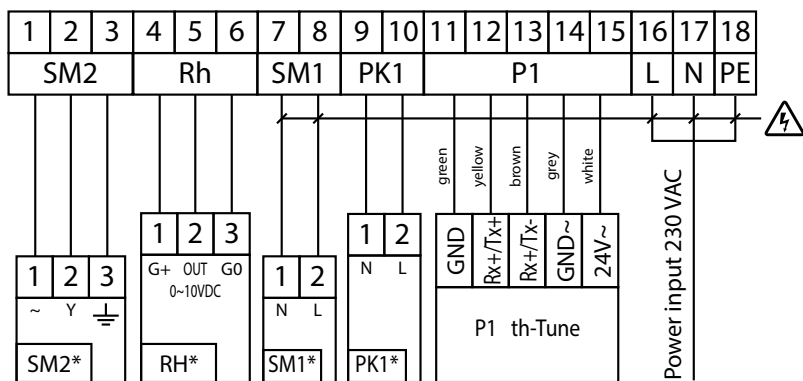 1 2 3 4 5 6 7 8 9 10 11 12 13 14 15 16 17 18
SM2 Rh SM1 PK1 P1 L N PE
green yellow brown grey white
1 2 3
~ Y
SM2*
1 2 3
G+ OUT G0
0~10VDC
RH*
1 2
N L
SM1*
1 2
N L
PK1*
GND Rx+/Tx+ Rx+/Tx- GND~ 24V~
P1 th-Tune
Power input 230 VAC